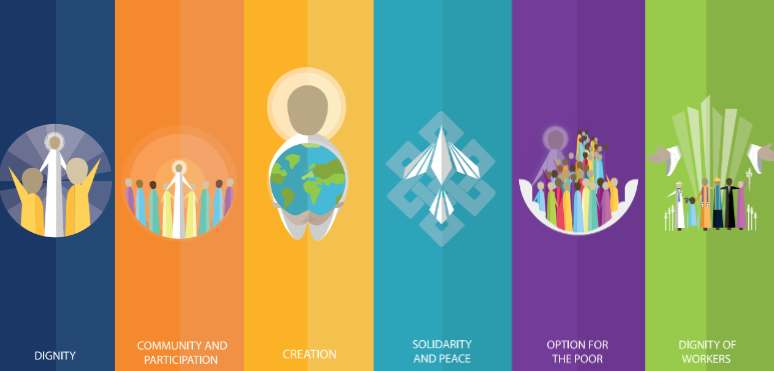 DIGNITY
COMMUNITY AND
PARTICIPATION
CREATION
SOLIDARITY
AND PEACE
OPTION FOR
THE POOR
DIGNITY OF
WORKERS